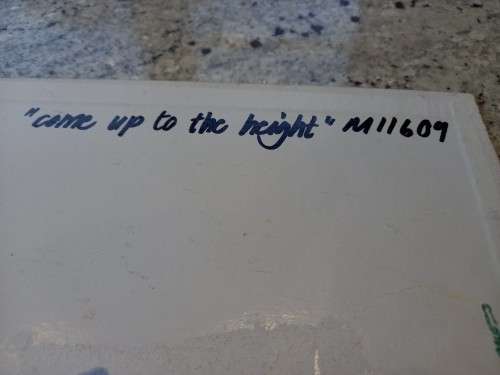 "come up to the height" M11609